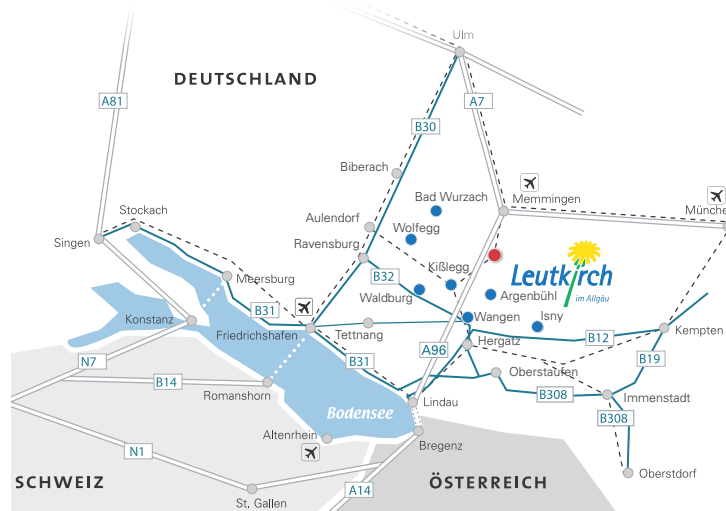 Ulm
DEUTSCHLAND
A81
A7
B30
Biberach
Bad Wurzach
Memmingen
München
Stockach
Aulendorf
Wolfegg
Singen
Ravensburg
Kißlegg
Leutkirch
im Allgäu
Meersburg
B32
Waldburg
Argenbühl
B31
Wangen
Isny
Konstanz
Friedrichshafen
Tettnang
Hergatz
B12
Kempten
A96
N7
B31
B19
B14
Oberstaufen
Romanshorn
B308
Immenstadt
Lindau
Bodensee
B308
Altenrhein
Bregenz
N1
Oberstdorf
SCHWEIZ
ÖSTERREICH
A14
St. Gallen